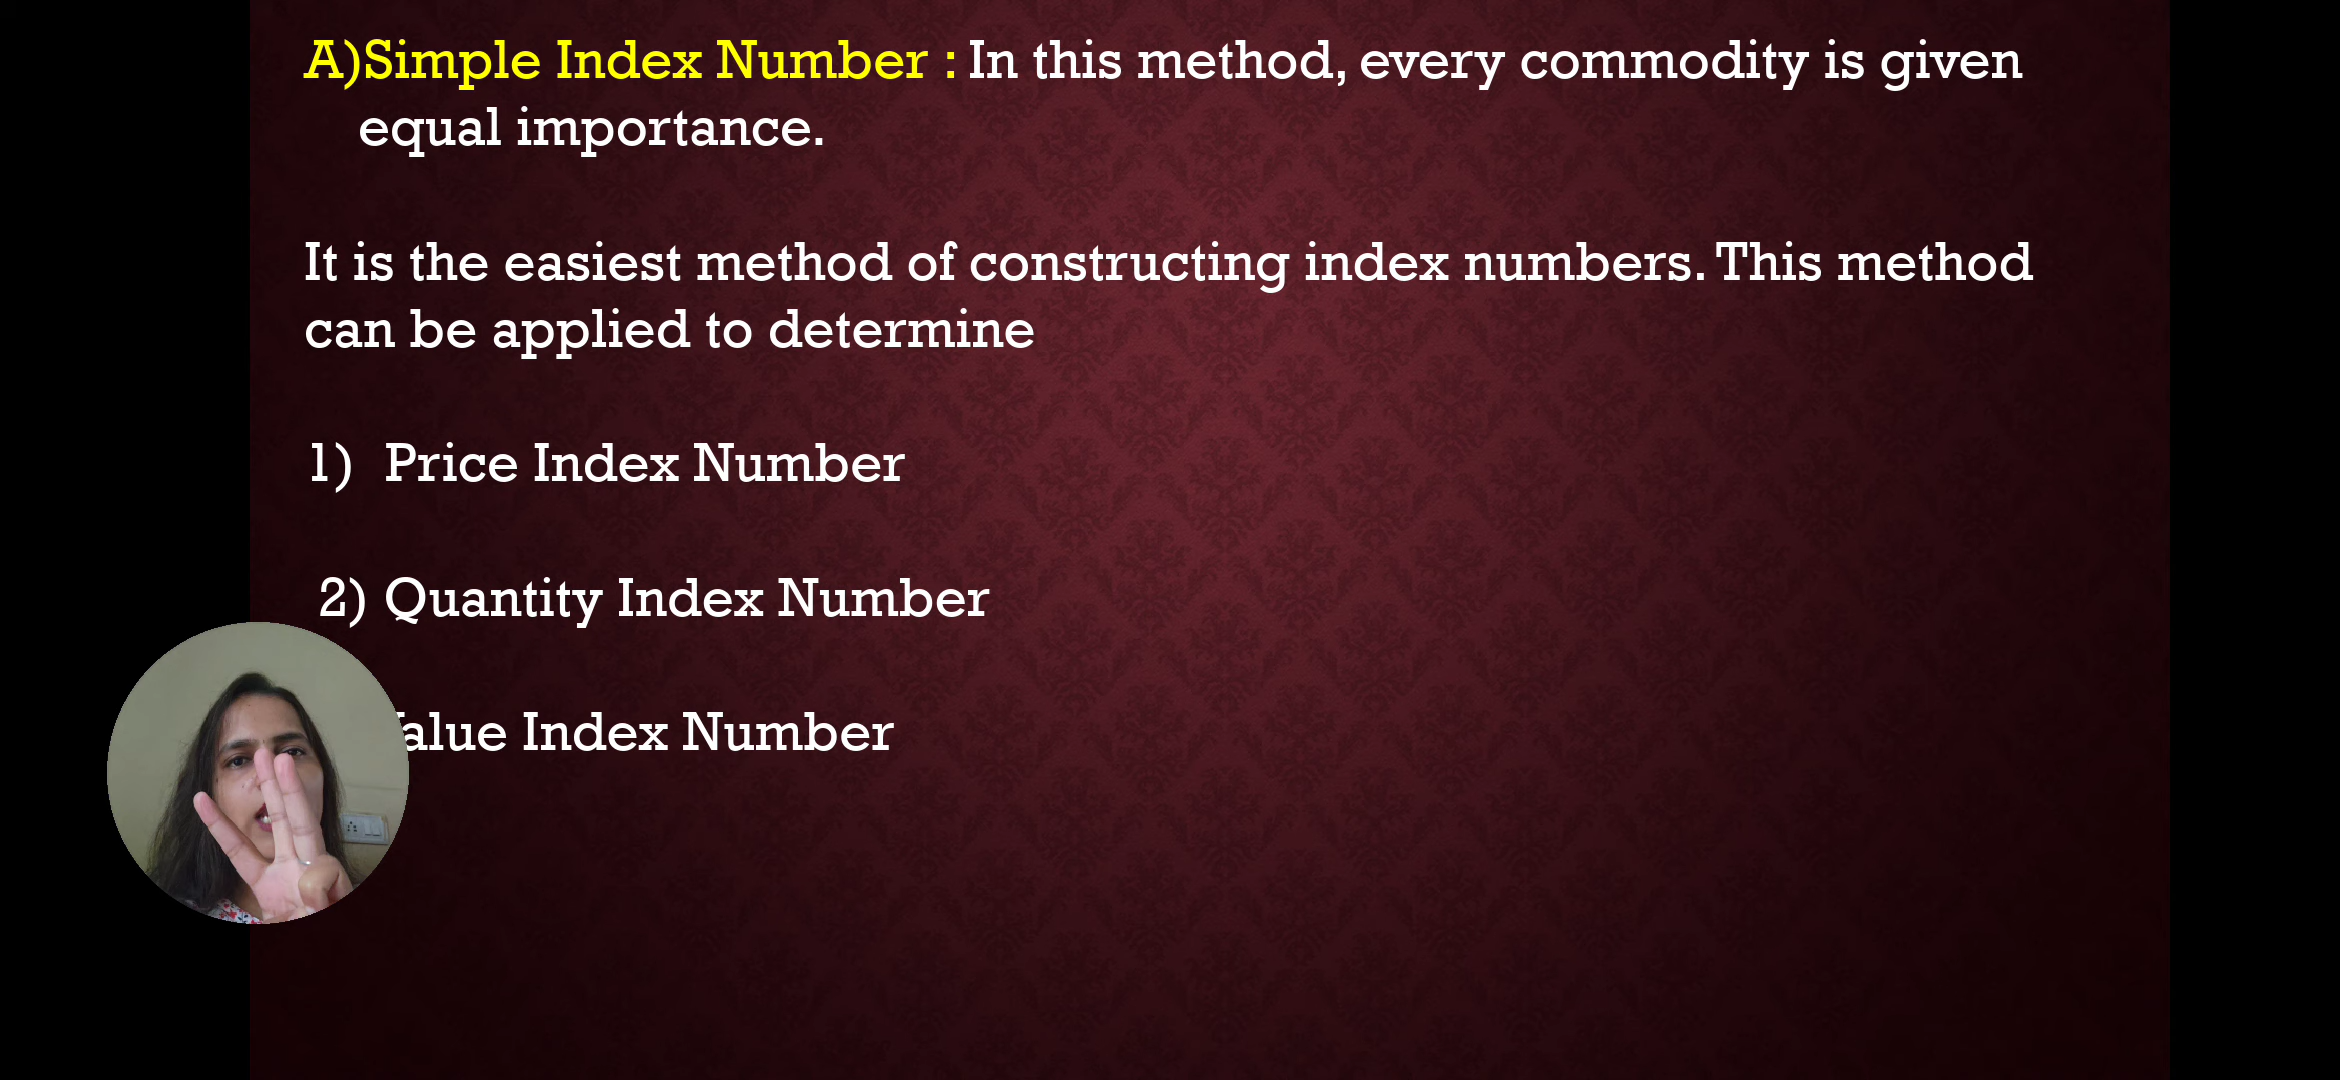 A)Simple Index Number : In this method, every commodity is given
equal importance.
It is the easiest method of constructing index numbers. This method
can be applied to determine
1) Price Index Number
2) Quantity Index Number
alue Index Number